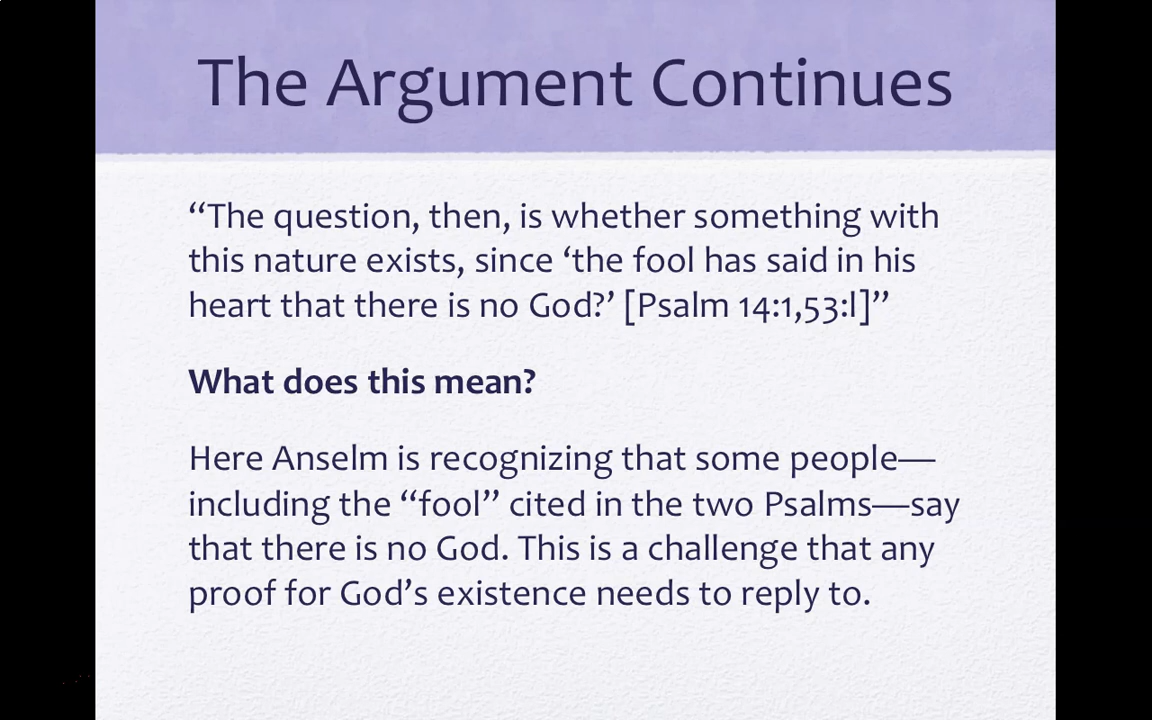 The Argument Continues
“The question, then, is whether something with
this nature exists, since ‘the fool has said in his
heart that there is no God?’ [Psalm 14:1,53:l]”
What does this mean?
Here Anselm is recognizing that some people—
including the “fool” cited in the two Psalms—say
that there is no God. This is a challenge that any
proof for God’s existence needs to reply to.